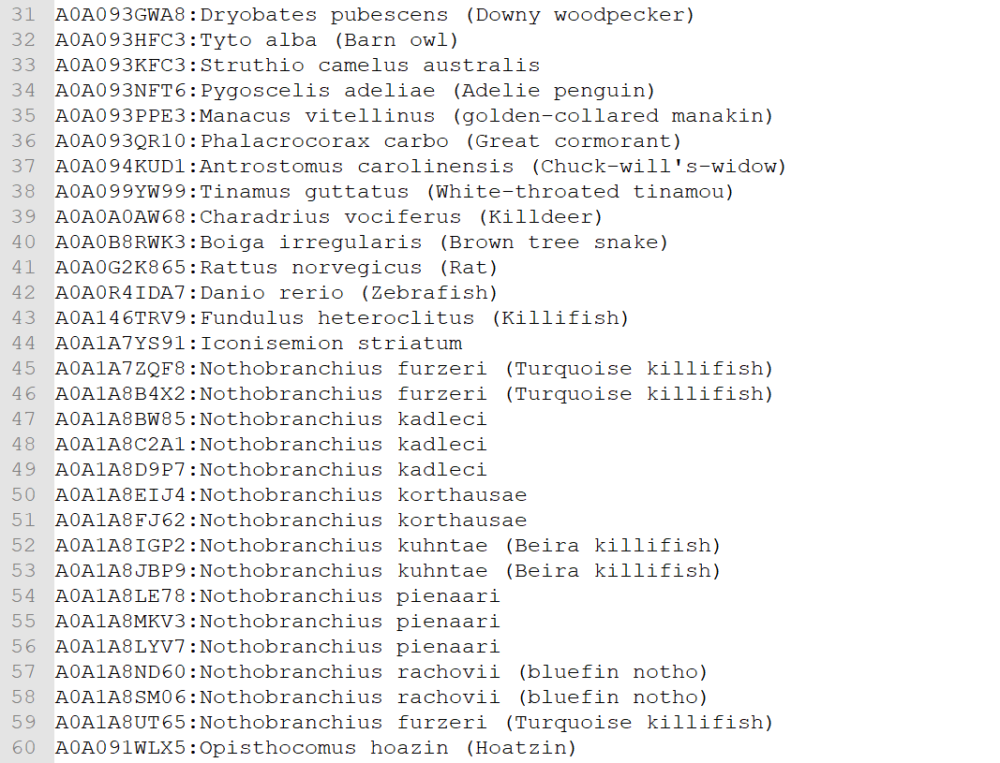 31 A0A093GWA8:Dryobates pubescens (Downy woodpecker)
32 A0A093HFC3:Tyto alba (Barn owl)
33 A0A093KFC3:Struthio camelus australis
34 A0A093NFT6:Pygoscelis adeliae (Adelie penguin)
35 A0A093PPE3:Manacus vitellinus (golden-collared manakin)
36 A0A093QR10:Phalacrocorax carbo (Great cormorant)
37 A0A094KUD1:Antrostomus carolinensis (Chuck-will's-widow)
38 A0A099YW99:Tinamus guttatus (White-throated tinamou)
39 A0A0A0AW68:Charadrius vociferus (Killdeer)
40 A0A0B8RWK3:Boiga irregularis (Brown tree snake)
41 A0A0G2K865:Rattus norvegicus (Rat)
42 A0A0R4IDA7:Danio rerio (Zebrafish)
43 A0A146TRV9:Fundulus heteroclitus (Killifish)
44 A0A1A7YS91:Iconisemion striatum
45 A0A1A7ZQF8:Nothobranchius furzeri (Turquoise killifish)
46 A0A1A8B4X2:Nothobranchius furzeri (Turquoise killifish)
47 A0A1A8BW85:Nothobranchius kadleci
48 A0A1A8C2A1:Nothobranchius kadleci
49 A0A1A8D9P7:Nothobranchius kadleci
50 A0A1A8EIJ4:Nothobranchius korthausae
51 A0A1A8FJ62:Nothobranchius korthausae
52 A0A1A8IGP2:Nothobranchius kuhntae (Beira killifish)
53 A0A1A8JBP9:Nothobranchius kuhntae (Beira killifish)
54 A0A1A8LE78:Nothobranchius pienaari
55 A0A1A8MKV3:Nothobranchius pienaari
56 A0A1A8LYV7:Nothobranchius pienaari
57 A0A1A8ND60:Nothobranchius rachovii (bluefin notho)
58 A0A1A8SM06:Nothobranchius rachovii (bluefin notho)
59 A0A1A8UT65:Nothobranchius furzeri (Turquoise killifish)
60 A0A091WLX5:Opisthocomus hoazin (Hoatzin)